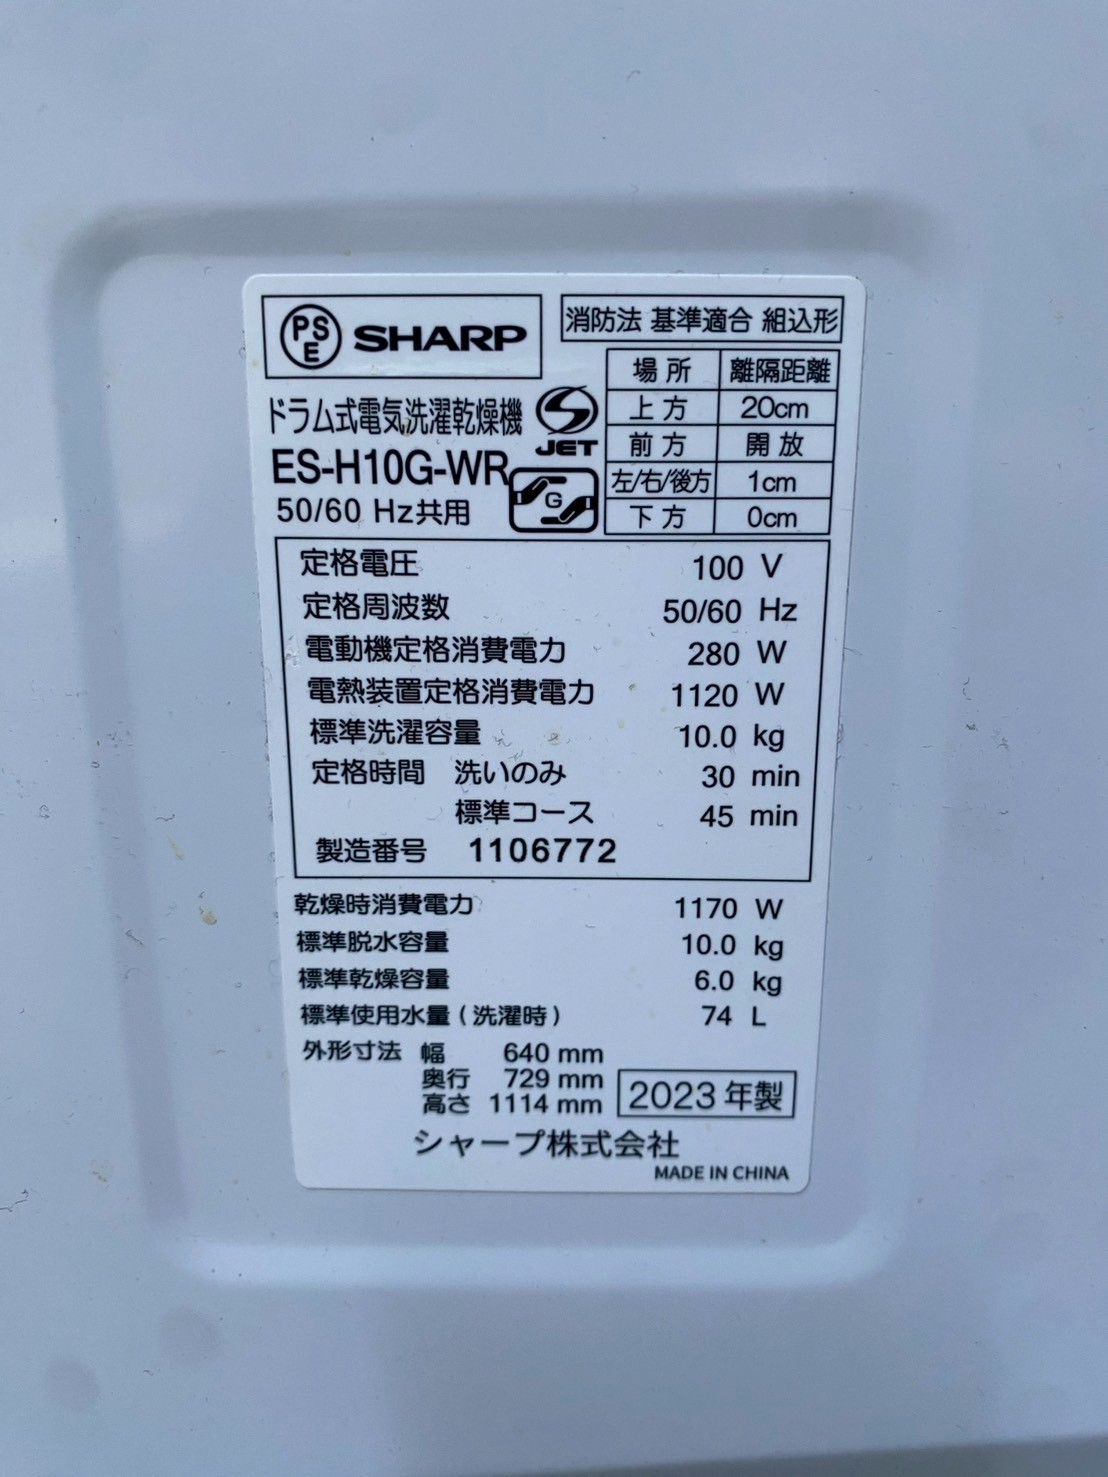 PSE SHARP
消防法 基準適合 組込形
場所 離隔距離
上方 20cm
前方 開放
左/右/後方 1cm
下方 0cm
ドラム式電気洗濯乾燥機
S JET
ES-H10G-WR
G
50/60 Hz共用
定格電圧 100 V
定格周波数 50/60 Hz
電動機定格消費電力 280 W
電熱装置定格消費電力 1120 W
標準洗濯容量 10.0 kg
定格時間 洗いのみ 30 min
標準コース 45 min
製造番号 1106772
乾燥時消費電力 1170 W
標準脱水容量 10.0 kg
標準乾燥容量 6.0 kg
標準使用水量(洗濯時) 74 L
外形寸法 幅 640 mm
奥行 729 mm
高さ 1114 mm
2023年製
シャープ株式会社
MADE IN CHINA